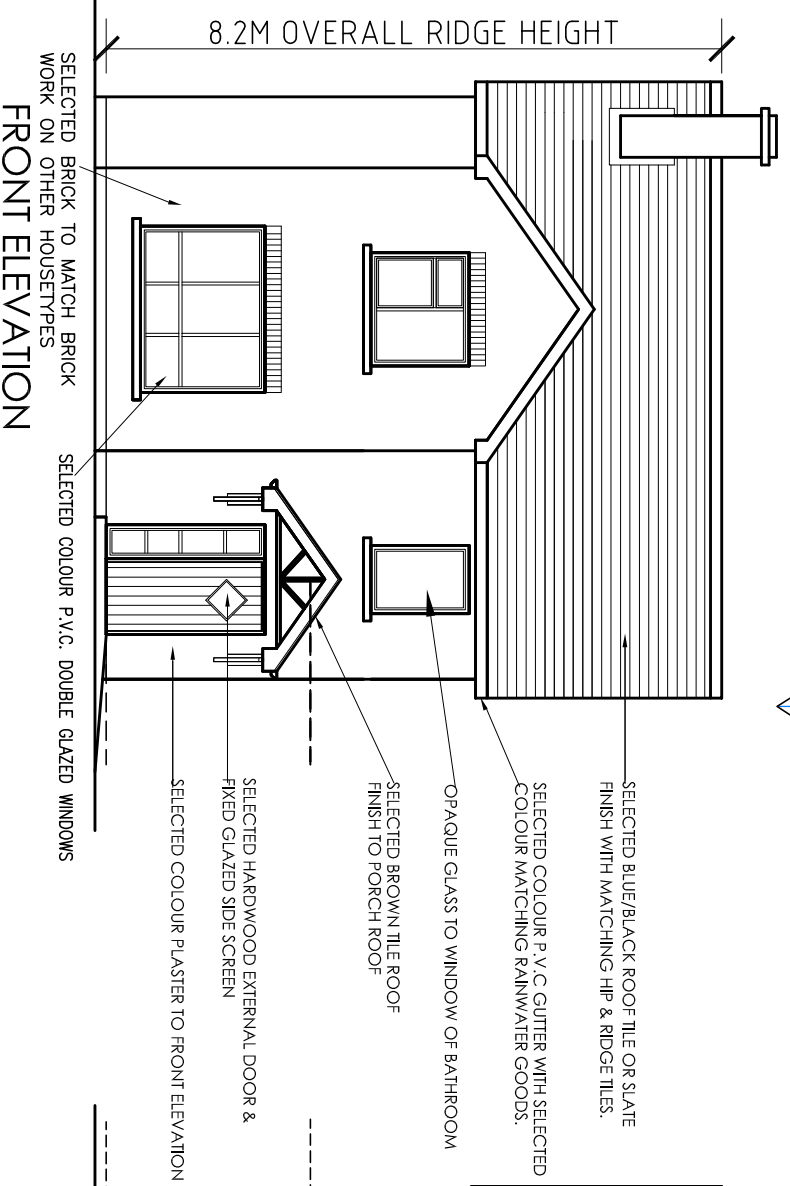 8.2M OVERALL RIDGE HEIGHT
SELECTED BLUE/BLACK ROOF TILE OR SLATE
FINISH WITH MATCHING HIP & RIDGE TILES.
SELECTED COLOUR P.V.C GUTTER WITH SELECTED
COLOUR MATCHING RAINWATER GOODS.
OPAQUE GLASS TO WINDOW OF BATHROOM
SELECTED BROWN TILE ROOF
FINISH TO PORCH ROOF
SELECTED HARDWOOD EXTERNAL DOOR &
FIXED GLAZED SIDE SCREEN
SELECTED COLOUR PLASTER TO FRONT ELEVATION
SELECTED COLOUR P.V.C. DOUBLE GLAZED WINDOWS
SELECTED BRICK TO MATCH BRICK
WORK ON OTHER HOUSETYPES
FRONT ELEVATION